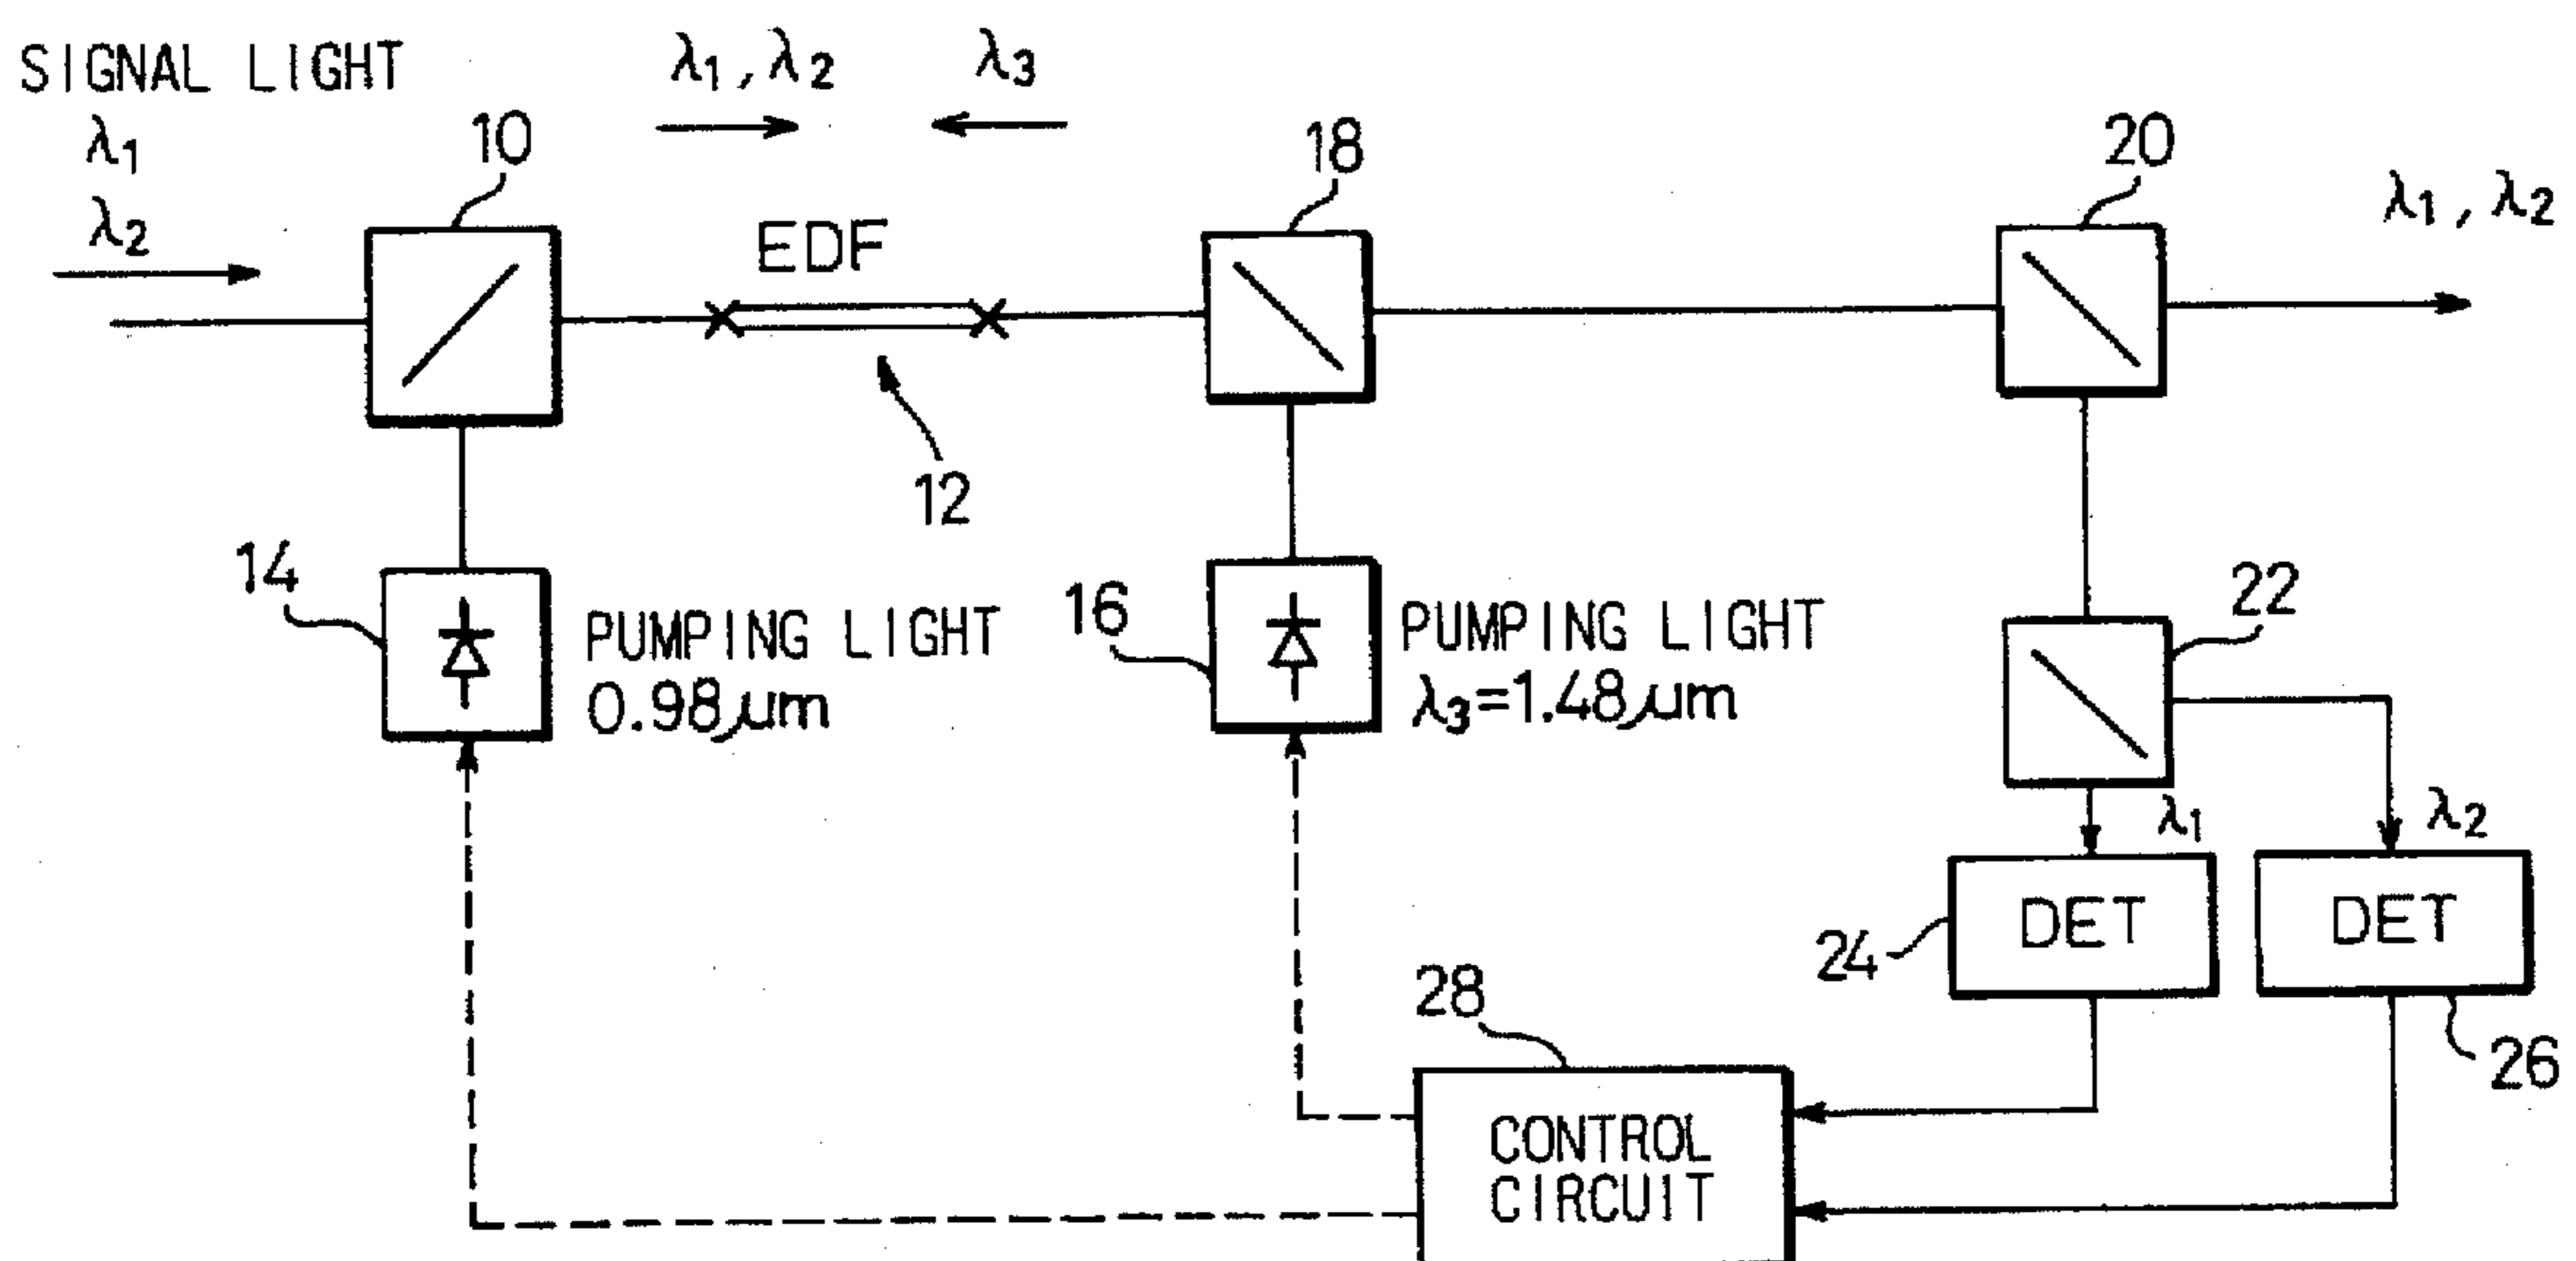 SIGNAL LIGHT
λ1, λ2
λ3
λ1
10
18
20
λ2
λ1, λ2
EDF
12
14
PUMPING LIGHT
0.98μm
16
PUMPING LIGHT
λ3=1.48μm
22
λ1
λ2
24
DET
DET
28
26
CONTROL
CIRCUIT